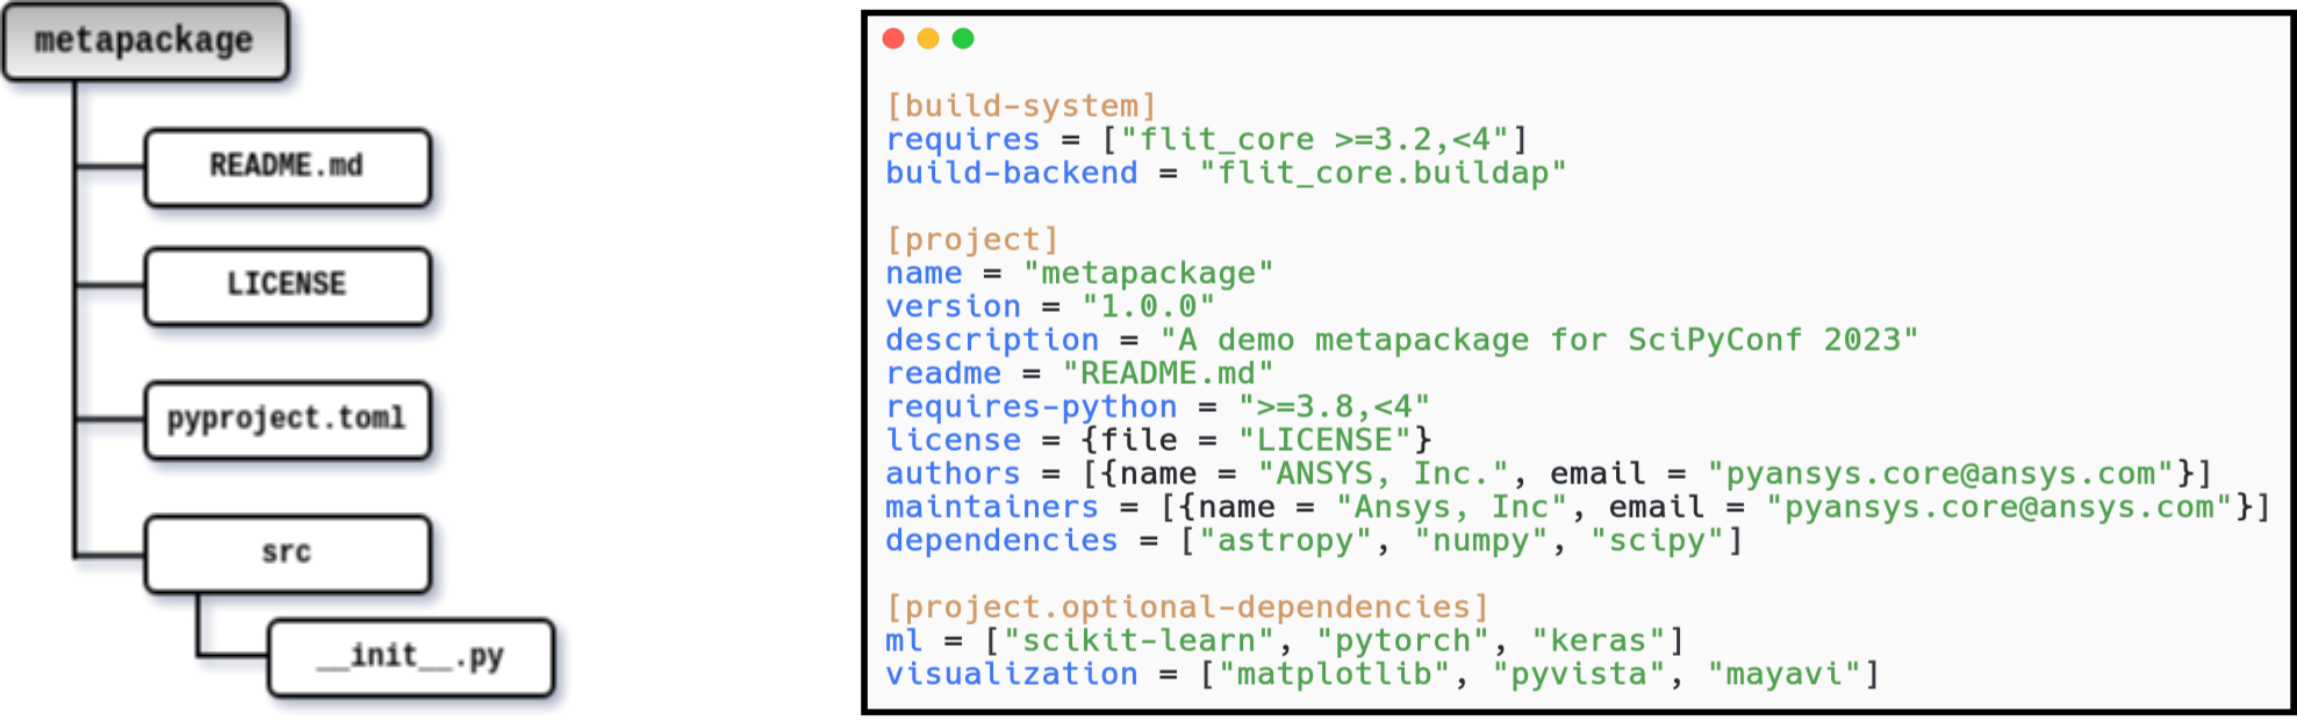 metapackage
README.md
LICENSE
pyproject.toml
src
__init__.py
[build-system]
requires = ["flit_core >=3.2,<4"]
build-backend = "flit_core.buildap"
[project]
name = "metapackage"
version = "1.0.0"
description = "A demo metapackage for SciPyConf 2023"
readme = "README.md"
requires-python = ">=3.8,<4"
license = {file = "LICENSE"}
authors = [{name = "ANSYS, Inc.", email = "pyansys.core@ansys.com"}]
maintainers = [{name = "Ansys, Inc", email = "pyansys.core@ansys.com"}]
dependencies = ["astropy", "numpy", "scipy"]
[project.optional-dependencies]
ml = ["scikit-learn", "pytorch", "keras"]
visualization = ["matplotlib", "pyvista", "mayavi"]